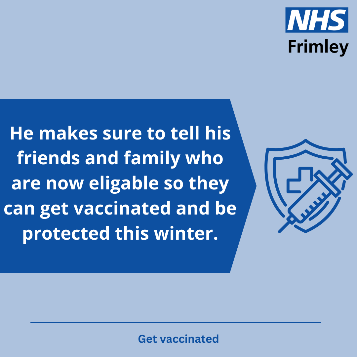 NHS
Frimley
He makes sure to tell his
friends and family who
are now eligable so they
can get vaccinated and be
protected this winter.
Get vaccinated